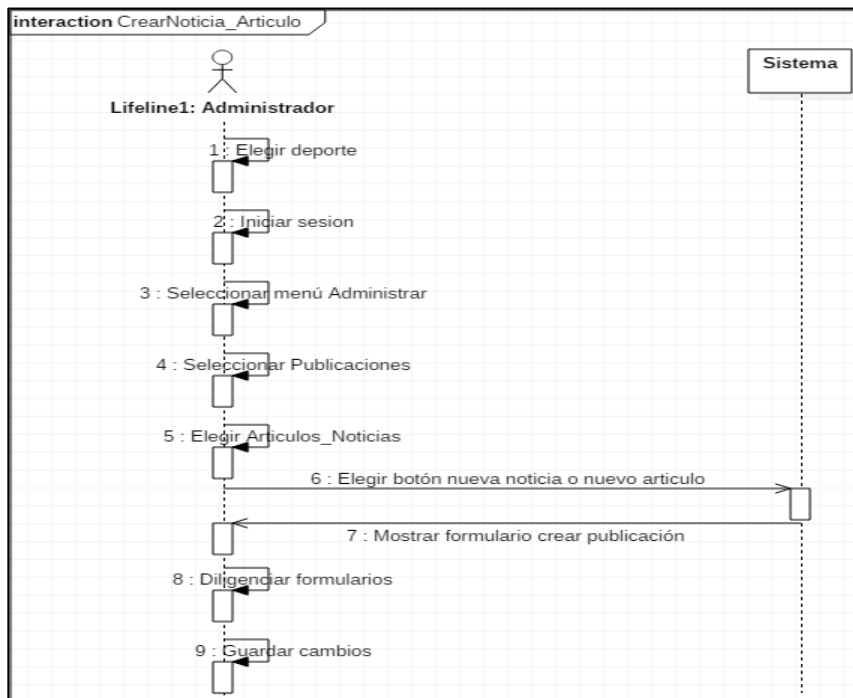 interaction CrearNoticia_Articulo
Sistema
Lifeline1: Administrador
1 : Elegir deporte
2 : Iniciar sesion
3 : Seleccionar menú Administrar
4 : Seleccionar Publicaciones
5 : Elegir Articulos_Noticias
6 : Elegir botón nueva noticia o nuevo articulo
7 : Mostrar formulario crear publicación
8 : Diligenciar formularios
9 : Guardar cambios